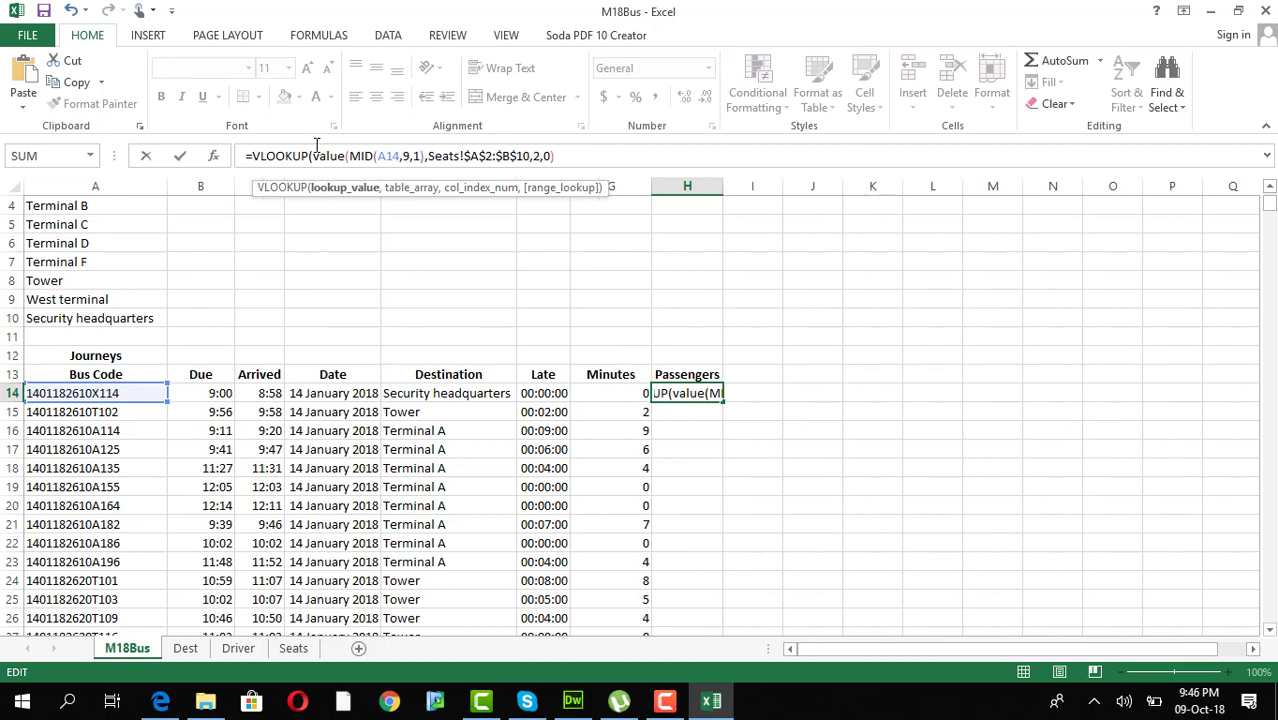 M18Bus - Excel
Sign in
FILE HOME INSERT PAGE LAYOUT FORMULAS DATA REVIEW VIEW Soda PDF 10 Creator
Paste
Cut
Copy
Format Painter
Clipboard
11
A A
B I U A
Font
Wrap Text
Merge & Center
Alignment
General
$ % ,
Number
Conditional Formatting
Format as Table
Cell Styles
Styles
Insert Delete Format
Cells
AutoSum
Fill
Clear
Sort & Filter
Find & Select
Editing
SUM fx =VLOOKUP(value(MID(A14,9,1),Seats!$A$2:$B$10,2,0)
VLOOKUP(lookup_value, table_array, col_index_num, [range_lookup])
A B G H I J K L M N O P Q
4 Terminal B
5 Terminal C
6 Terminal D
7 Terminal F
8 Tower
9 West terminal
10 Security headquarters
11
12 Journeys
13 Bus Code Due Arrived Date Destination Late Minutes Passengers
14 1401182610X114 9:00 8:58 14 January 2018 Security headquarters 00:00:00 0 UP(value(MI
15 1401182610T102 9:56 9:58 14 January 2018 Tower 00:02:00 2
16 1401182610A114 9:11 9:20 14 January 2018 Terminal A 00:09:00 9
17 1401182610A125 9:41 9:47 14 January 2018 Terminal A 00:06:00 6
18 1401182610A135 11:27 11:31 14 January 2018 Terminal A 00:04:00 4
19 1401182610A155 12:05 12:03 14 January 2018 Terminal A 00:00:00 0
20 1401182610A164 12:14 12:11 14 January 2018 Terminal A 00:00:00 0
21 1401182610A182 9:39 9:46 14 January 2018 Terminal A 00:07:00 7
22 1401182610A186 10:02 10:02 14 January 2018 Terminal A 00:00:00 0
23 1401182610A196 11:48 11:52 14 January 2018 Terminal A 00:04:00 4
24 1401182620T101 10:59 11:07 14 January 2018 Tower 00:08:00 8
25 1401182620T103 10:02 10:07 14 January 2018 Tower 00:05:00 5
26 1401182620T109 10:46 10:50 14 January 2018 Tower 00:04:00 4
M18Bus Dest Driver Seats
EDIT 100%
9:46 PM
09-Oct-18